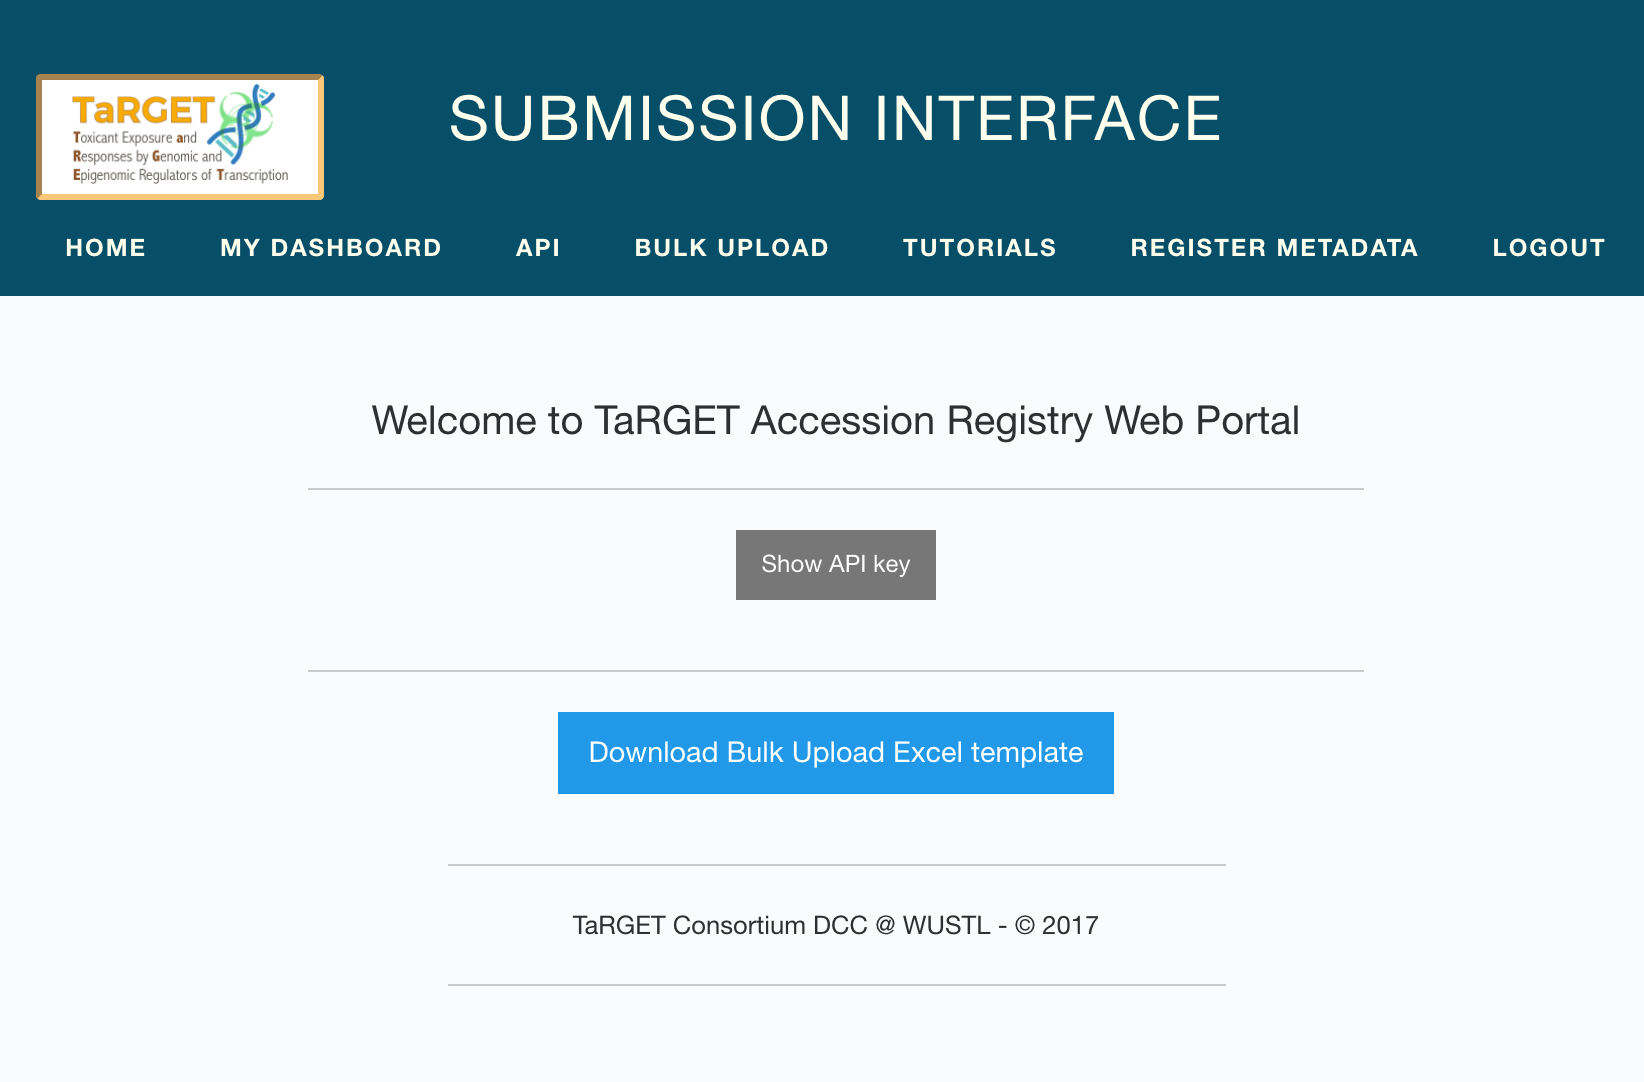 TaRGET
Toxicant Exposure and
Responses by Genomic and
Epigenomic Regulators of Transcription
SUBMISSION INTERFACE
HOME MY DASHBOARD API BULK UPLOAD TUTORIALS REGISTER METADATA LOGOUT
Welcome to TaRGET Accession Registry Web Portal
Show API key
Download Bulk Upload Excel template
TaRGET Consortium DCC @ WUSTL - © 2017